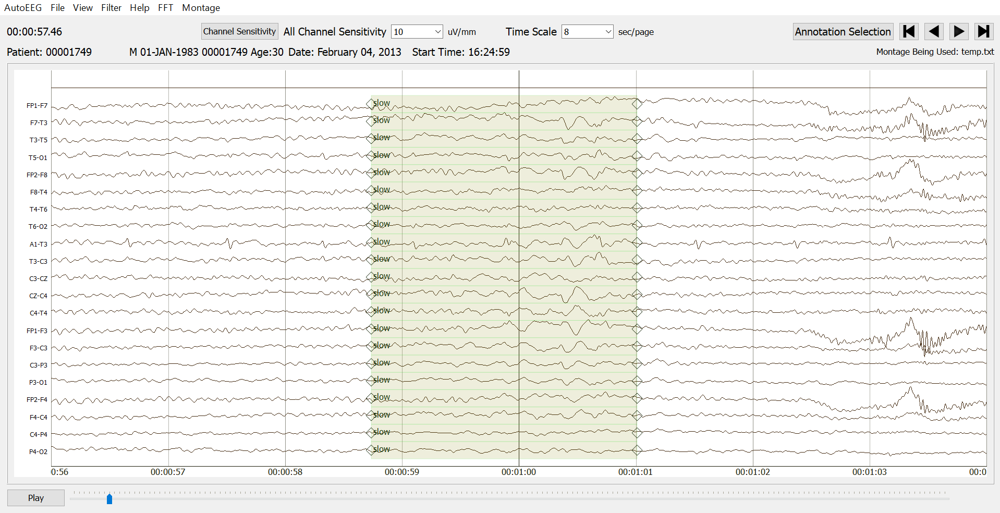 AutoEEG File View Filter Help FFT Montage
00:00:57.46 Channel Sensitivity All Channel Sensitivity 10 uV/mm Time Scale 8 sec/page Annotation Selection
Patient: 00001749 M 01-JAN-1983 00001749 Age:30 Date: February 04, 2013 Start Time: 16:24:59 Montage Being Used: temp.txt
FP1-F7 slow
F7-T3 slow
T3-T5 slow
T5-O1 slow
FP2-F8 slow
F8-T4 slow
T4-T6 slow
T6-O2 slow
A1-T3 slow
T3-C3 slow
C3-CZ slow
CZ-C4 slow
C4-T4 slow
FP1-F3 slow
F3-C3 slow
C3-P3 slow
P3-O1 slow
FP2-F4 slow
F4-C4 slow
C4-P4 slow
P4-O2 slow
0:56 00:00:57 00:00:58 00:00:59 00:01:00 00:01:01 00:01:02 00:01:03 00:0
Play